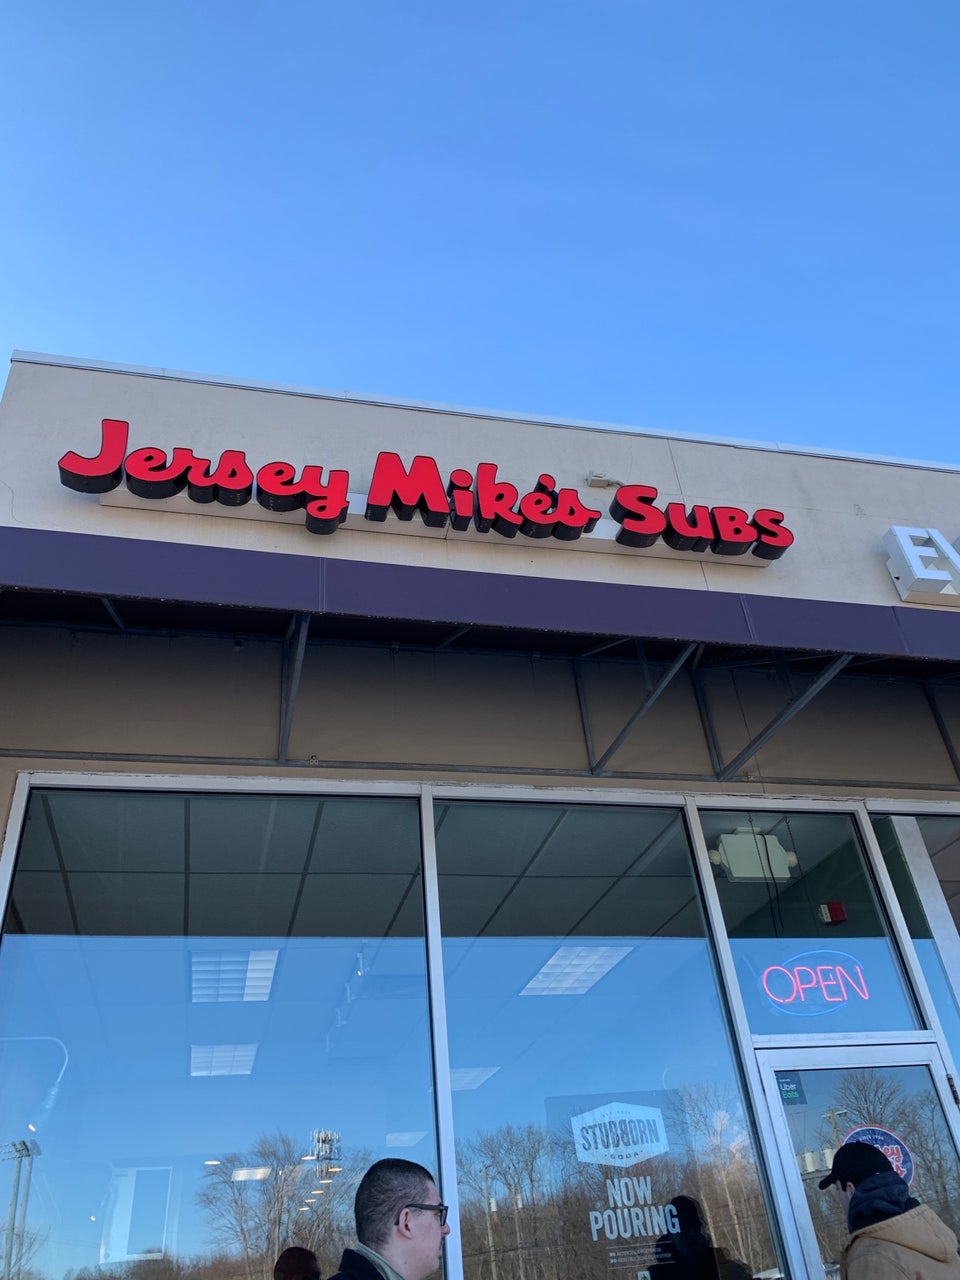 Jersey Mike's Subs
OPEN
Uber
Eats
STUBBORN
SODA
NOW
POURING